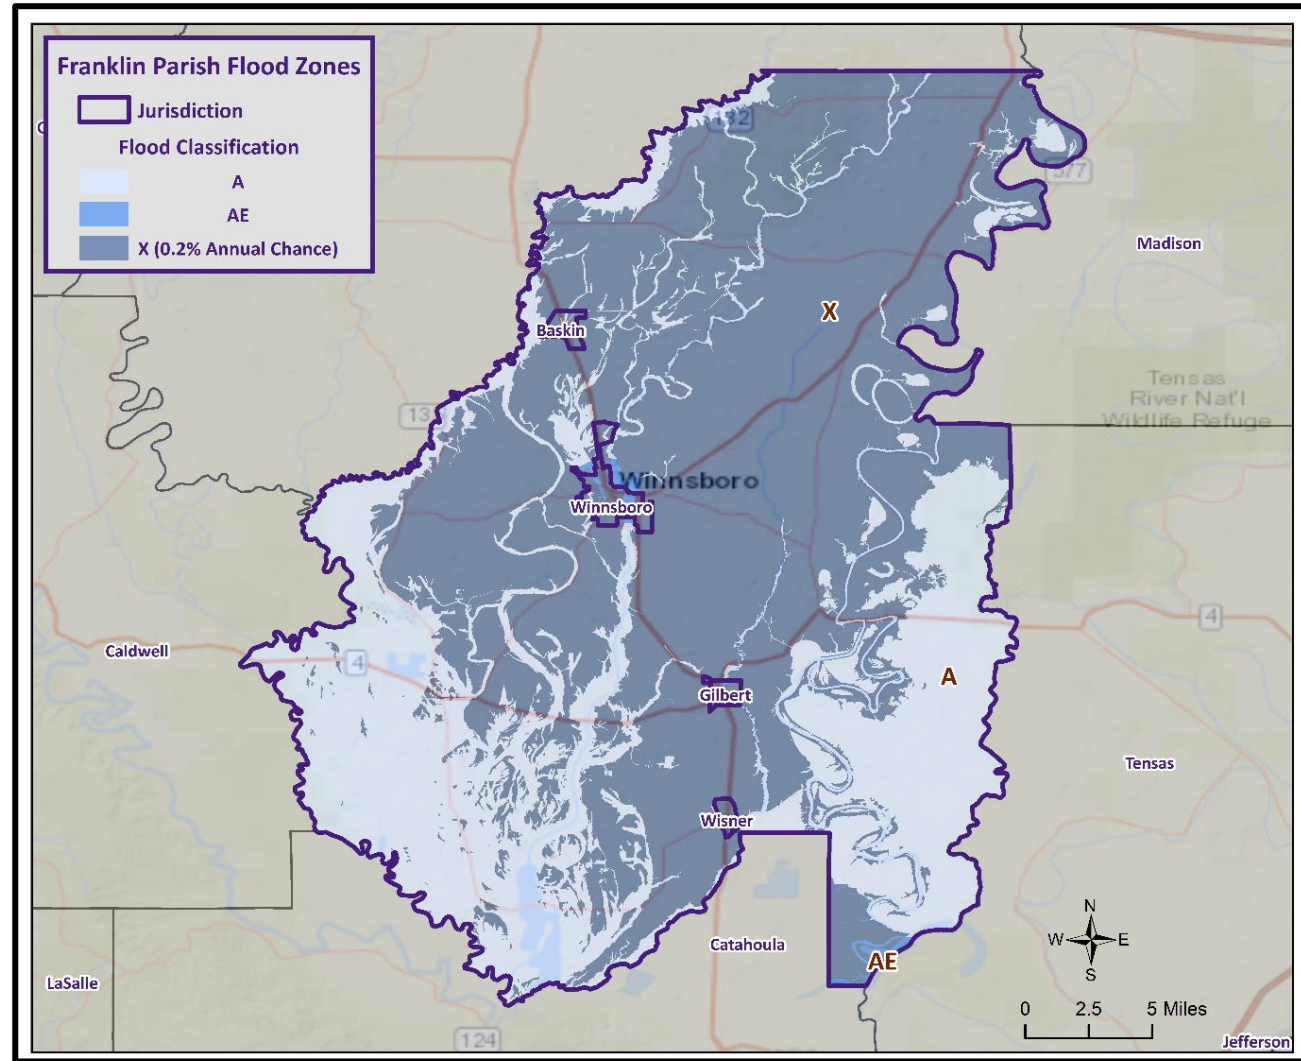 Franklin Parish Flood Zones
Jurisdiction
Flood Classification
A
AE
X (0.2% Annual Chance)
132
577
Madison
X
Baskin
Tensas
River Nat'l
Wildlife Refuge
Winnsboro
Winnsboro
4
Caldwell
4
A
Gilbert
Tensas
Wisner
N
W E
S
Catahoula
AE
LaSalle
0 2.5 5 Miles
124
Jefferson